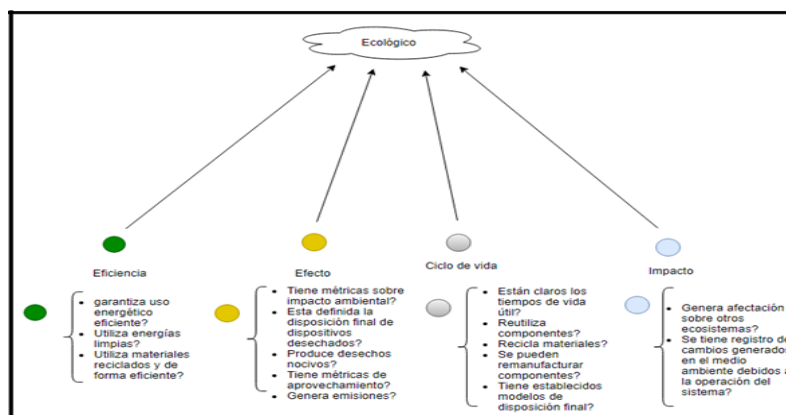 Ecológico
Eficiencia
Efecto
Ciclo de vida
Impacto
garantiza uso
energético
eficiente?
Utiliza energías
limpias?
Utiliza materiales
reciclados y de
forma eficiente?
Tiene métricas sobre
impacto ambiental?
Esta definida la
disposición final de
dispositivos
desechados?
Produce desechos
nocivos?
Tiene métricas de
aprovechamiento?
Genera emisiones?
Están claros los
tiempos de vida
útil?
Reutiliza
componentes?
Recicla materiales?
Se pueden
remanufacturar
componentes?
Tiene establecidos
modelos de
disposición final?
Genera afectación
sobre otros
ecosistemas?
Se tiene registro de
cambios generados
en el medio
ambiente debidos a
la operación del
sistema?